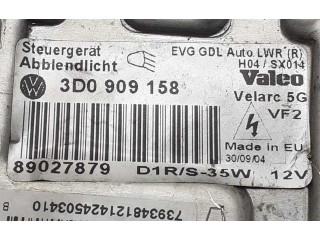 Steuergerät
Abblendlicht
EVG GDL Auto LWR (R)
H04 / SX014
3D0 909 158
Valeo
Velarc 5G
VF2
Made in EU
30/09/04
89027879
D1R/S-35W 12V
739348121424503410
B